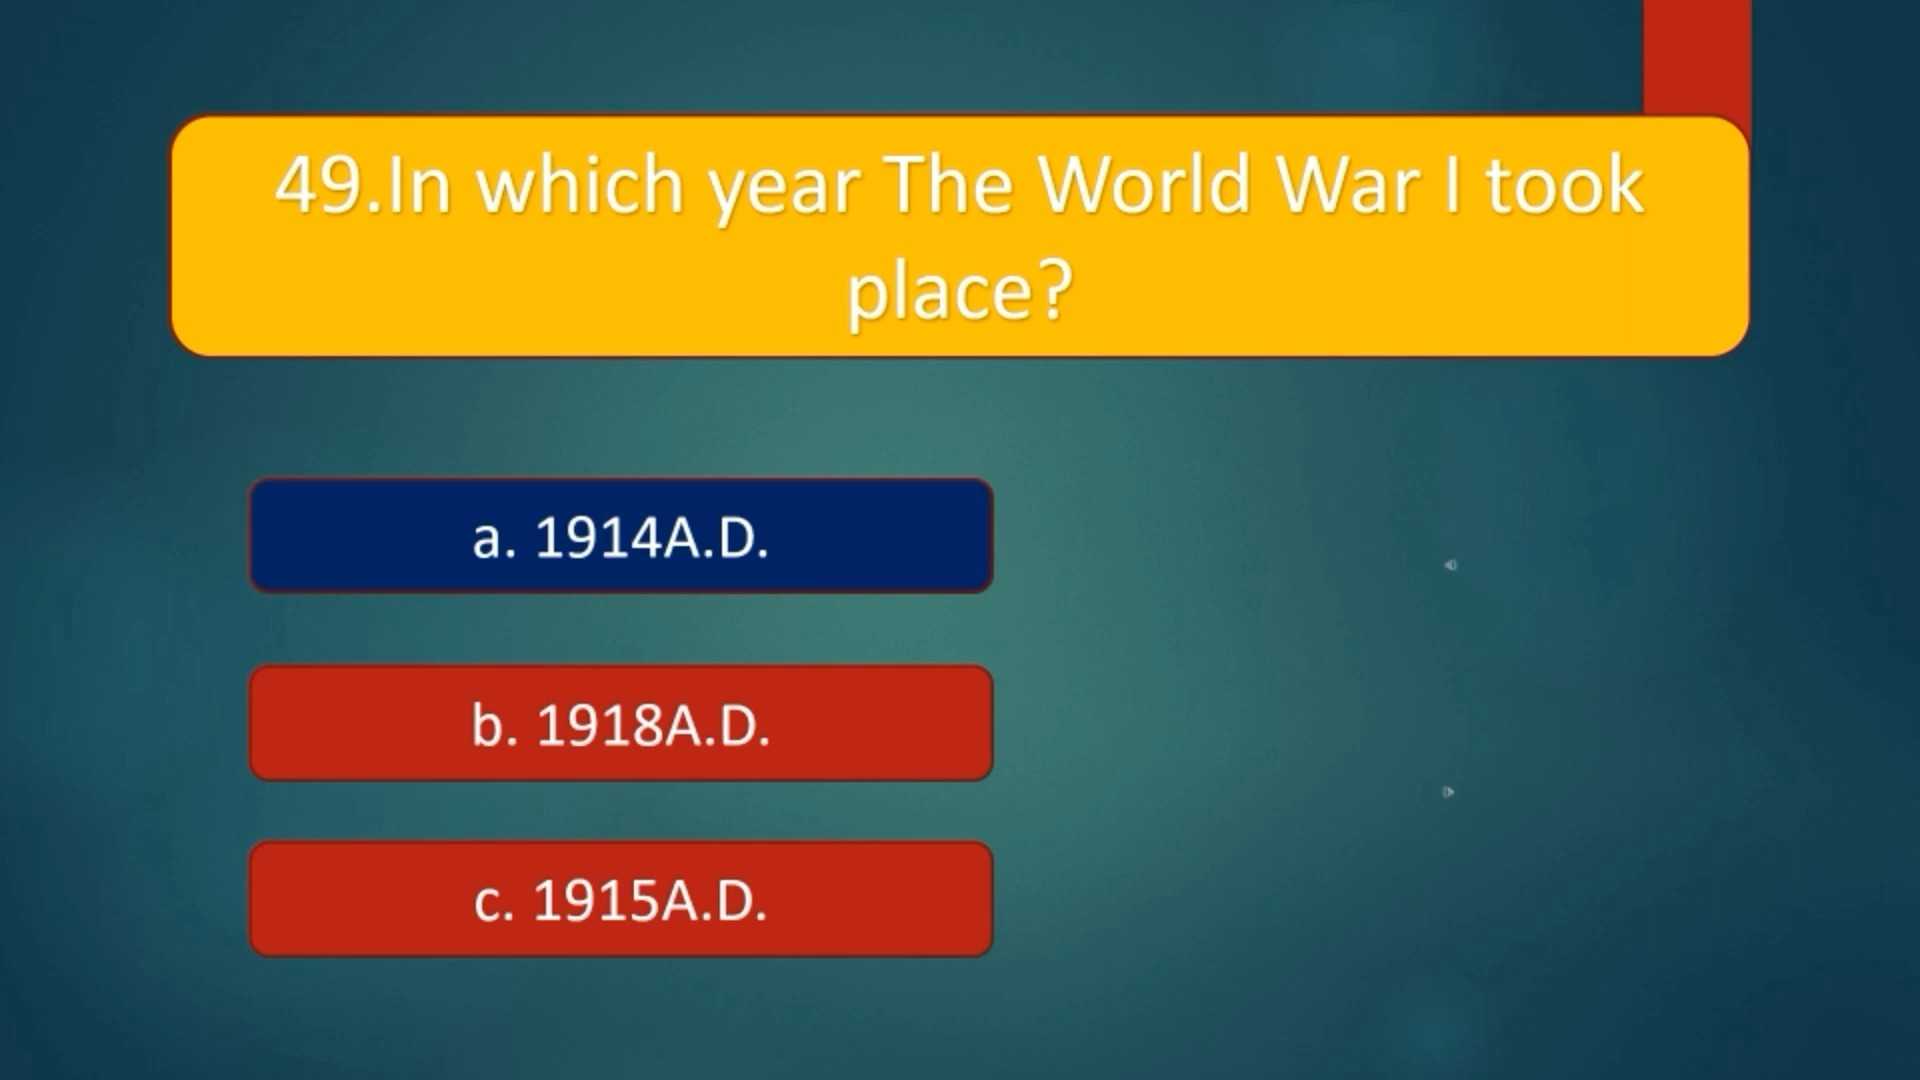 49.In which year The World War I took
place?
a. 1914A.D.
b. 1918A.D.
c. 1915A.D.